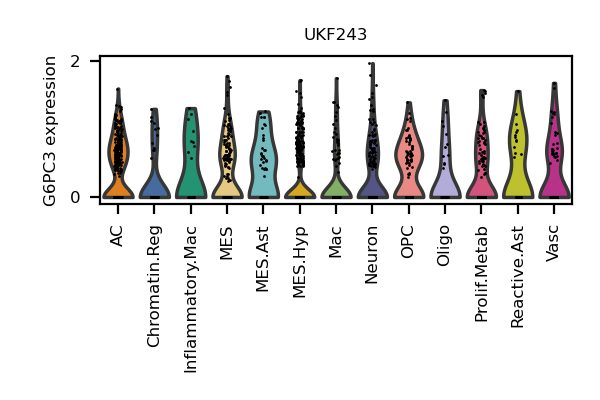 UKF243
G6PC3 expression
2
0
AC
Chromatin.Reg
Inflammatory.Mac
MES
MES.Ast
MES.Hyp
Mac
Neuron
OPC
Oligo
Prolif.Metab
Reactive.Ast
Vasc